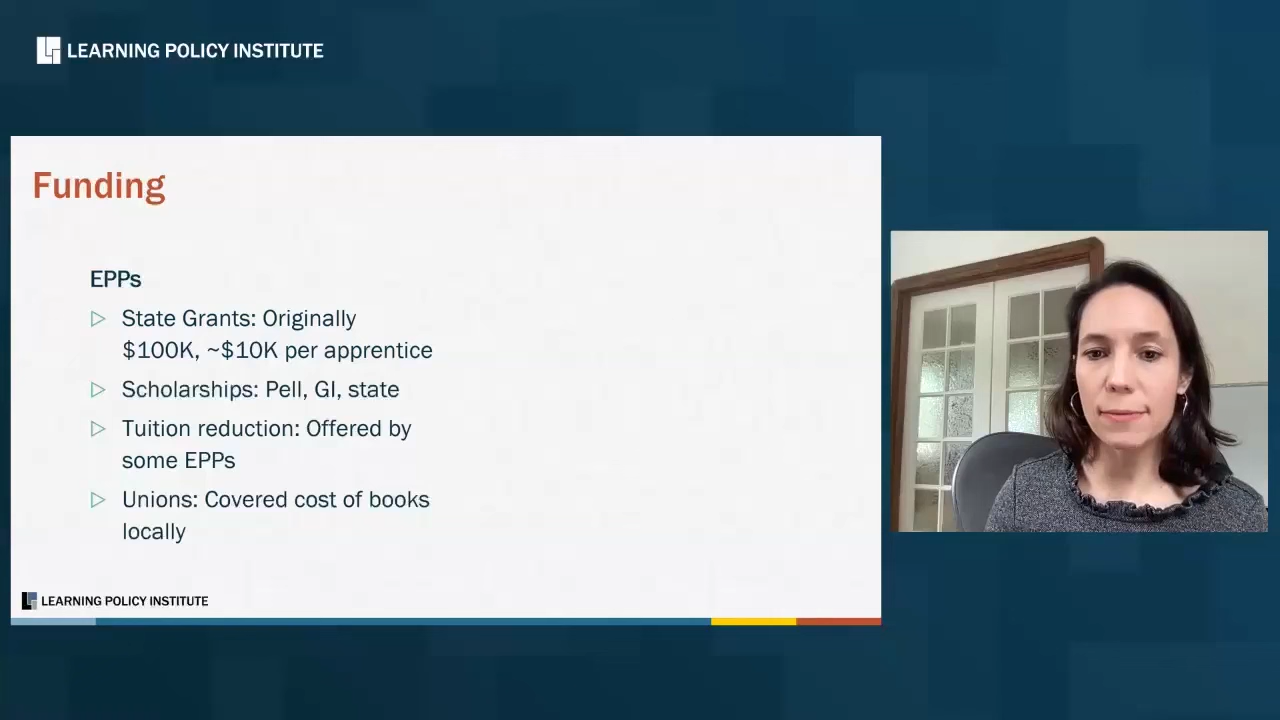 LEARNING POLICY INSTITUTE
Funding
EPPs
State Grants: Originally
$100K, ~$10K per apprentice
Scholarships: Pell, GI, state
Tuition reduction: Offered by
some EPPs
Unions: Covered cost of books
locally
LEARNING POLICY INSTITUTE